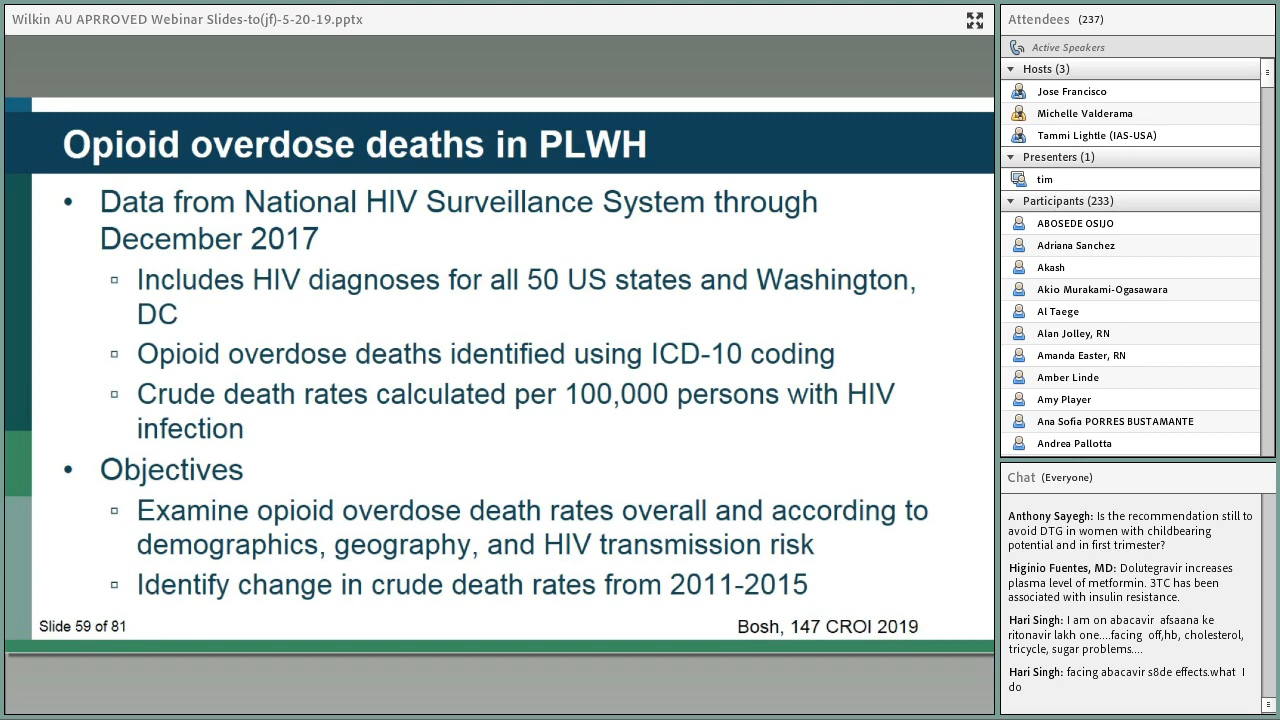 Wilkin AU APRROVED Webinar Slides-to(jf)-5-20-19.pptx
Opioid overdose deaths in PLWH
• Data from National HIV Surveillance System through
December 2017
▫ Includes HIV diagnoses for all 50 US states and Washington,
DC
▫ Opioid overdose deaths identified using ICD-10 coding
▫ Crude death rates calculated per 100,000 persons with HIV
infection
• Objectives
▫ Examine opioid overdose death rates overall and according to
demographics, geography, and HIV transmission risk
▫ Identify change in crude death rates from 2011-2015
Slide 59 of 81
Bosh, 147 CROI 2019
Attendees (237)
Active Speakers
Hosts (3)
Jose Francisco
Michelle Valderama
Tammi Lightle (IAS-USA)
Presenters (1)
tim
Participants (233)
ABOSEDE OSIJO
Adriana Sanchez
Akash
Akio Murakami-Ogasawara
Al Taege
Alan Jolley, RN
Amanda Easter, RN
Amber Linde
Amy Player
Ana Sofia PORRES BUSTAMANTE
Andrea Pallotta
Chat (Everyone)
Anthony Sayegh: Is the recommendation still to
avoid DTG in women with childbearing
potential and in first trimester?
Higinio Fuentes, MD: Dolutegravir increases
plasma level of metformin. 3TC has been
associated with insulin resistance.
Hari Singh: I am on abacavir afsaana ke
ritonavir lakh one....facing off,hb, cholesterol,
tricycle, sugar problems....
Hari Singh: facing abacavir s8de effects.what I
do